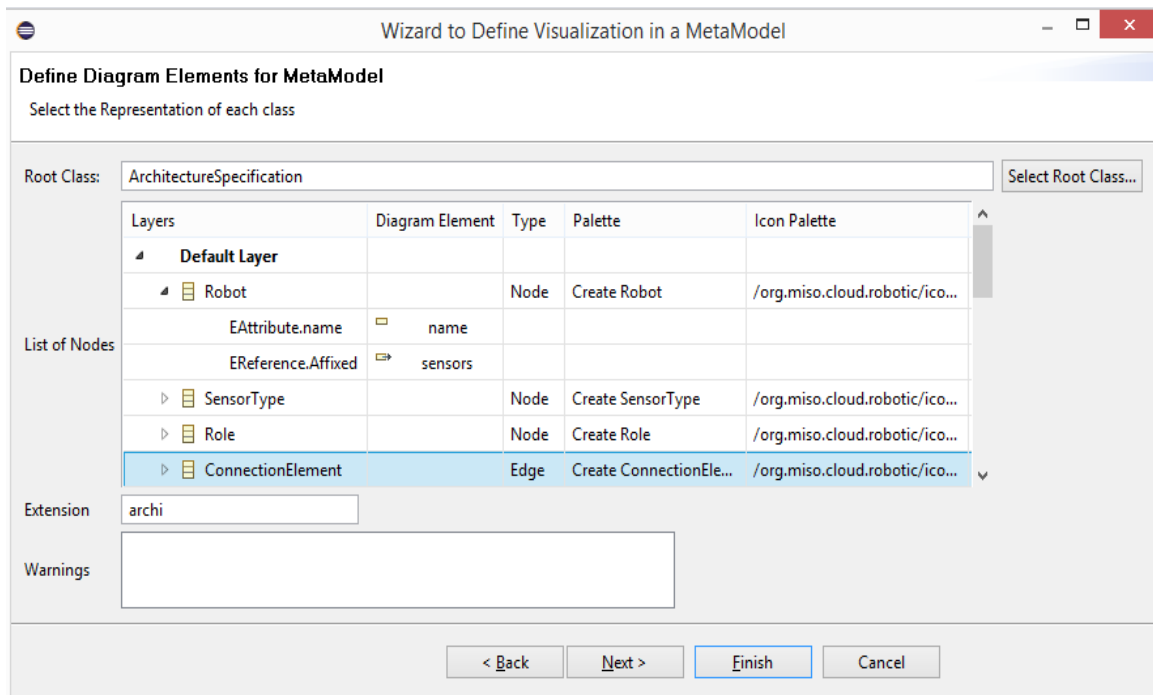 Wizard to Define Visualization in a MetaModel
Define Diagram Elements for MetaModel
Select the Representation of each class
Root Class: ArchitectureSpecification Select Root Class...
Layers Diagram Element Type Palette Icon Palette
Default Layer
Robot Node Create Robot /org.miso.cloud.robotic/ico...
EAttribute.name name
List of Nodes
EReference.Affixed sensors
SensorType Node Create SensorType /org.miso.cloud.robotic/ico...
Role Node Create Role /org.miso.cloud.robotic/ico...
ConnectionElement Edge Create ConnectionEle... /org.miso.cloud.robotic/ico...
Extension archi
Warnings
< Back Next > Finish Cancel